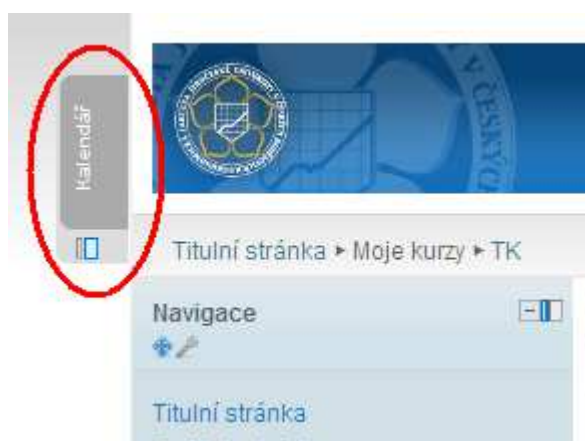 Kalendář
Titulní stránka ▸ Moje kurzy ▸ TK
Navigace
Titulní stránka